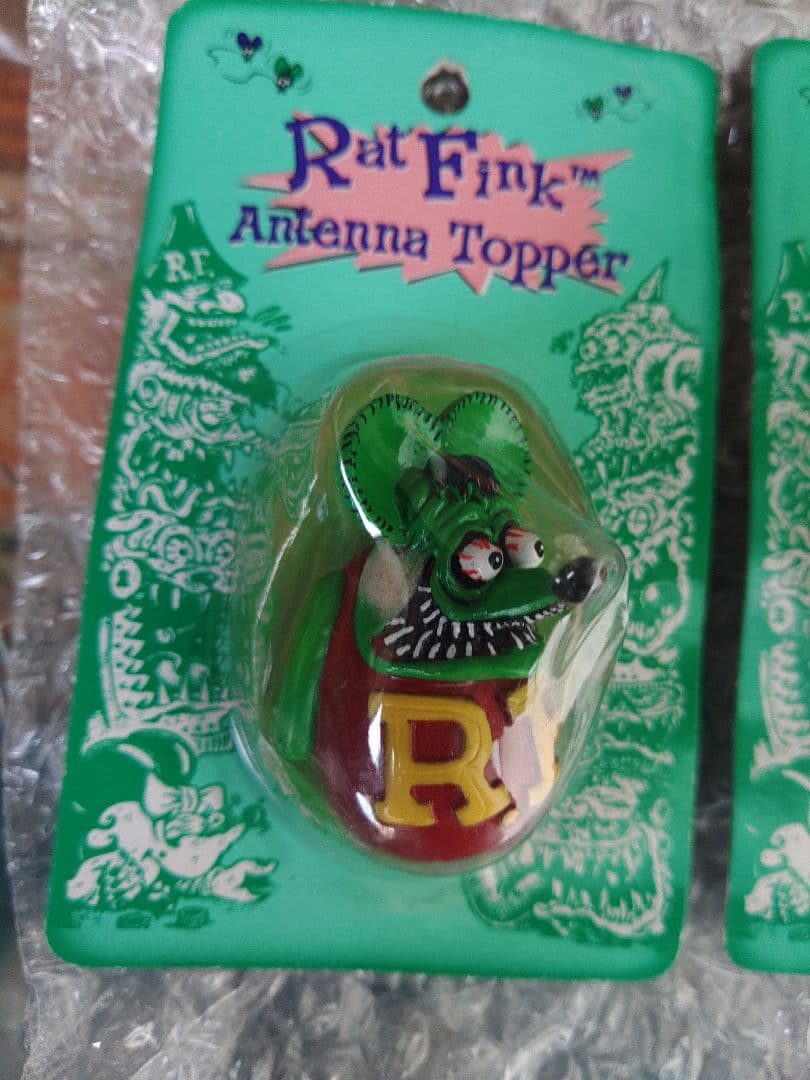 Rat Fink™
Antenna Topper
R.F.
R